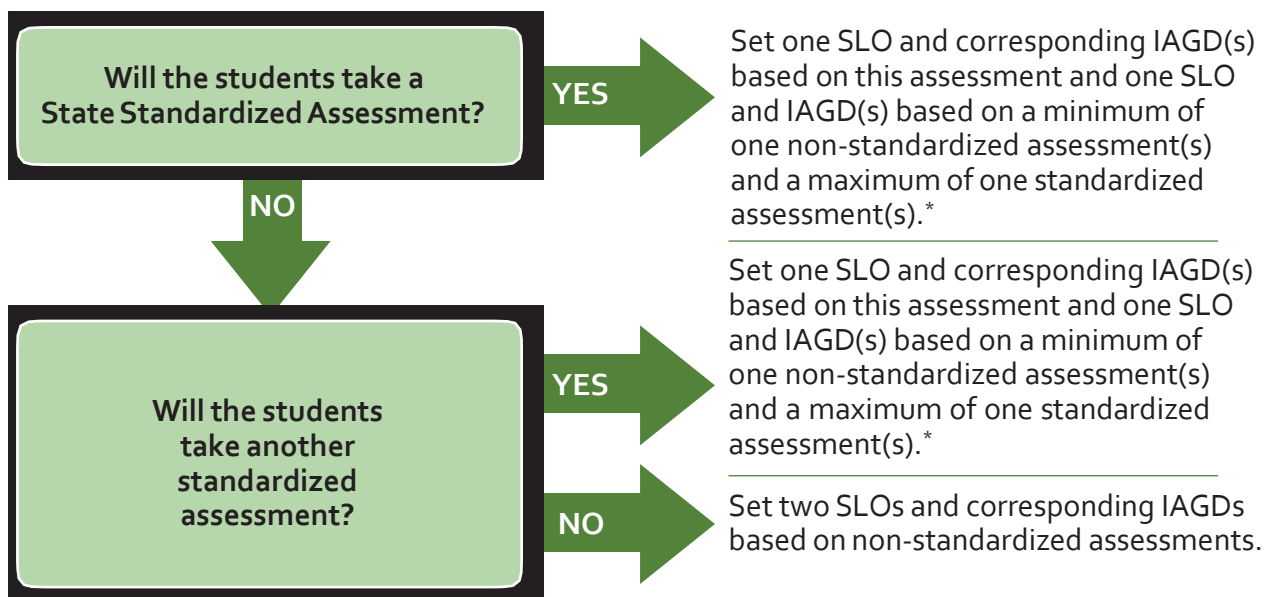 Will the students take a
State Standardized Assessment?
YES
Set one SLO and corresponding IAGD(s)
based on this assessment and one SLO
and IAGD(s) based on a minimum of
one non-standardized assessment(s)
and a maximum of one standardized
assessment(s).*
NO
Will the students
take another
standardized
assessment?
YES
Set one SLO and corresponding IAGD(s)
based on this assessment and one SLO
and IAGD(s) based on a minimum of
one non-standardized assessment(s)
and a maximum of one standardized
assessment(s).*
NO
Set two SLOs and corresponding IAGDs
based on non-standardized assessments.